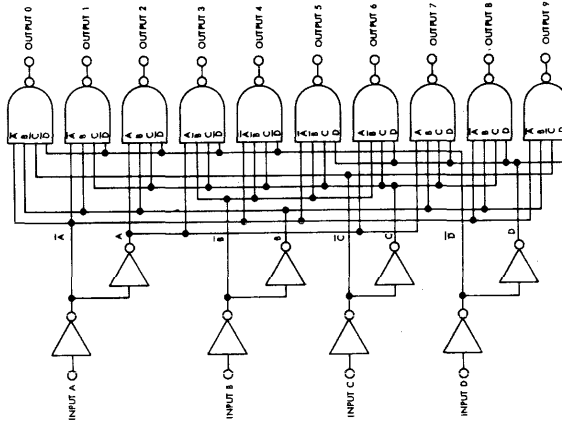 OUTPUT 0
OUTPUT 1
OUTPUT 2
OUTPUT 3
OUTPUT 4
OUTPUT 5
OUTPUT 6
OUTPUT 7
OUTPUT 8
OUTPUT 9
A̅ B C̅ D̅
A̅ B C D̅
A B C D̅
A B̅ C D̅
A̅ B̅ C D̅
A̅ B̅ C D
A B̅ C D
A B C D
A̅ B C D
A̅ B C̅ D
A̅
A
B̅
B
C̅
C
D̅
D
INPUT A
INPUT B
INPUT C
INPUT D